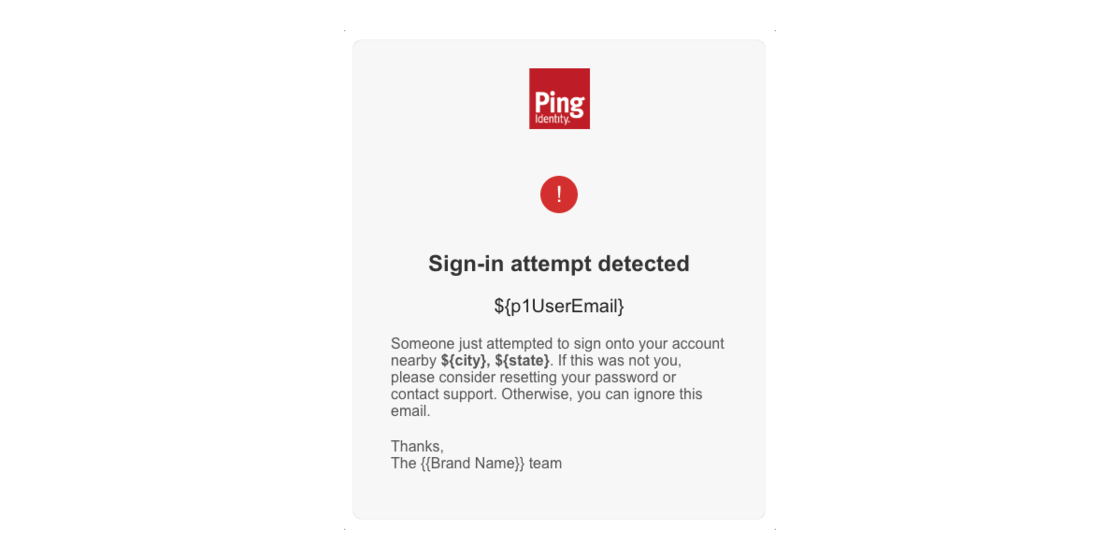 Ping
Identity.
!
Sign-in attempt detected
${p1UserEmail}
Someone just attempted to sign onto your account
nearby ${city}, ${state}. If this was not you,
please consider resetting your password or
contact support. Otherwise, you can ignore this
email.
Thanks,
The {{Brand Name}} team